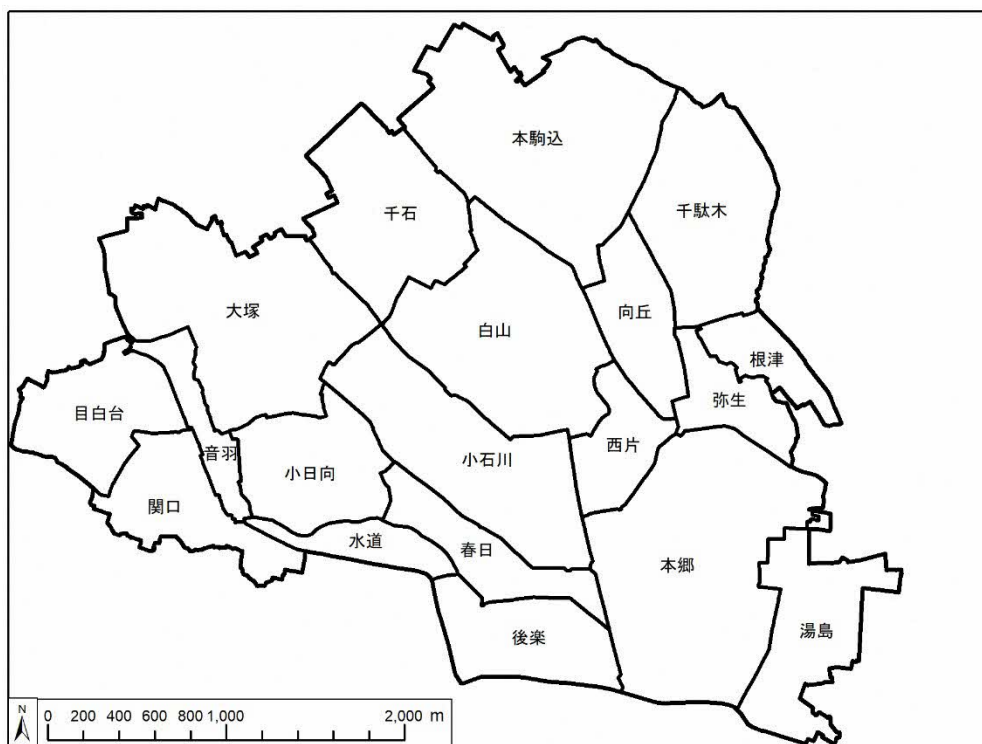 本駒込
千石
千駄木
大塚
白山
向丘
根津
目白台
弥生
音羽
小日向
小石川
西片
関口
水道
春日
本郷
後楽
湯島
N
0 200 400 600 800 1,000 2,000 m